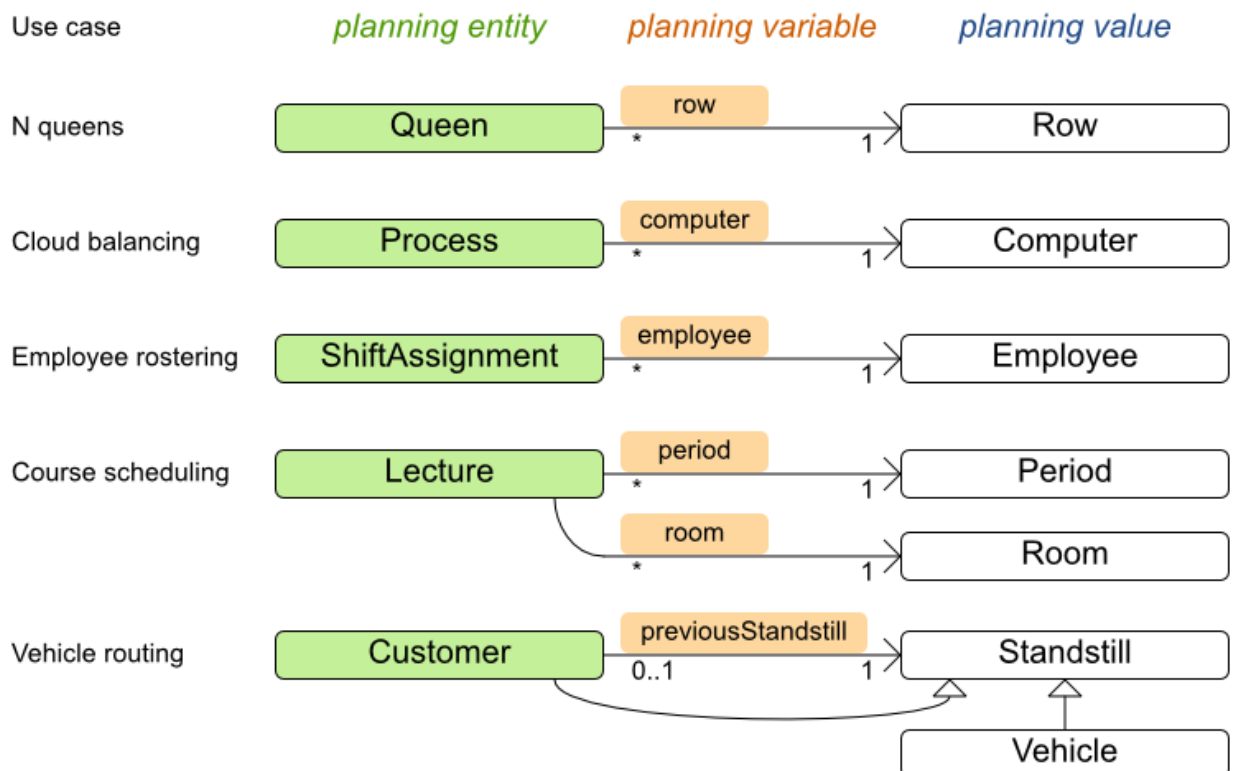 Use case planning entity planning variable planning value
N queens Queen row Row
* 1
Cloud balancing Process computer Computer
* 1
Employee rostering ShiftAssignment employee Employee
* 1
Course scheduling Lecture period Period
* 1
room Room
* 1
Vehicle routing Customer previousStandstill Standstill
0..1 1
Vehicle